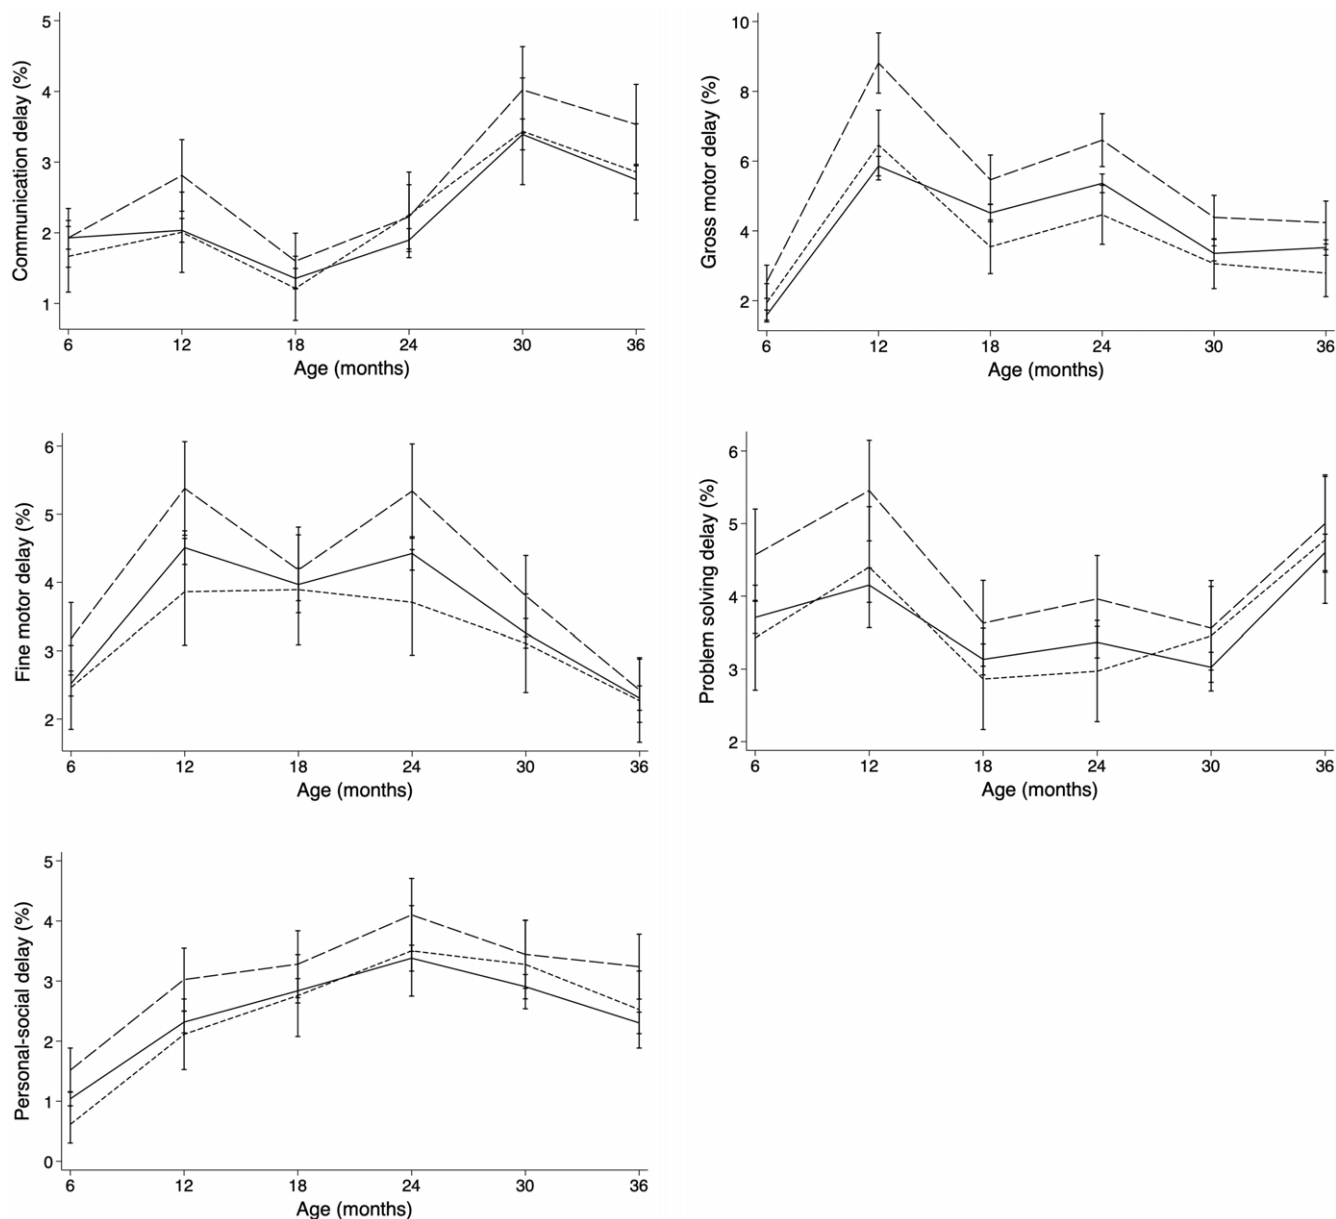 Communication delay (%)
5
4
3
2
1
6 12 18 24 30 36
Age (months)
Gross motor delay (%)
10
8
6
4
2
6 12 18 24 30 36
Age (months)
Fine motor delay (%)
6
5
4
3
2
6 12 18 24 30 36
Age (months)
Problem solving delay (%)
6
5
4
3
2
6 12 18 24 30 36
Age (months)
Personal-social delay (%)
5
4
3
2
1
0
6 12 18 24 30 36
Age (months)